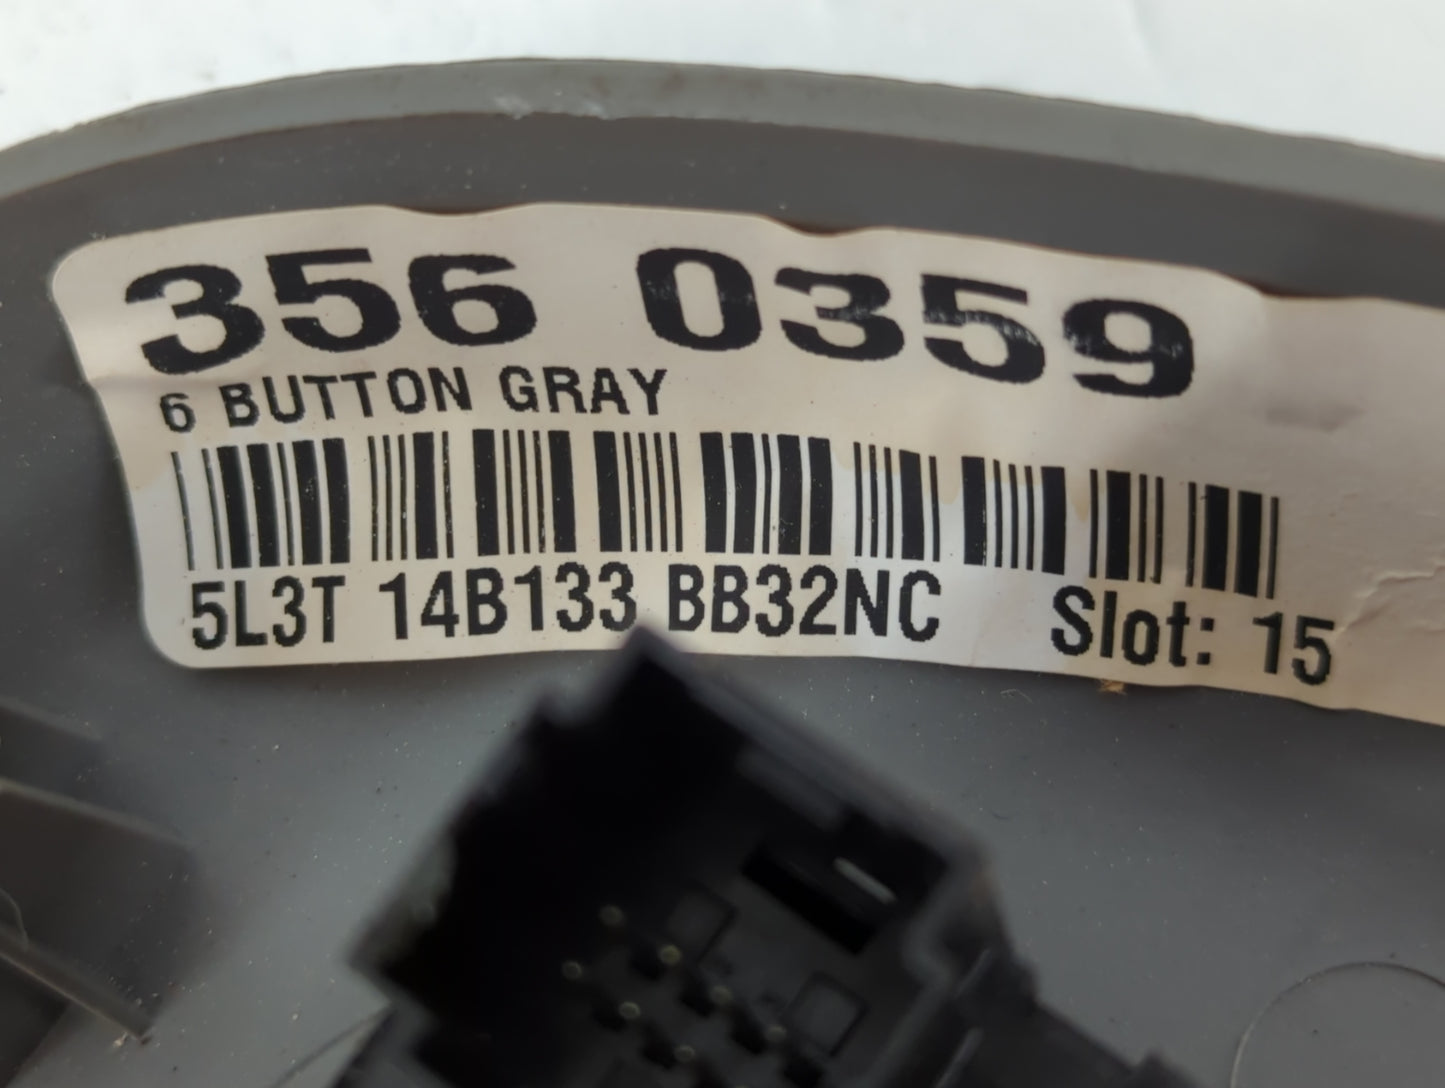 356 0359
6 BUTTON GRAY
5L3T 14B133 BB32NC Slot: 15